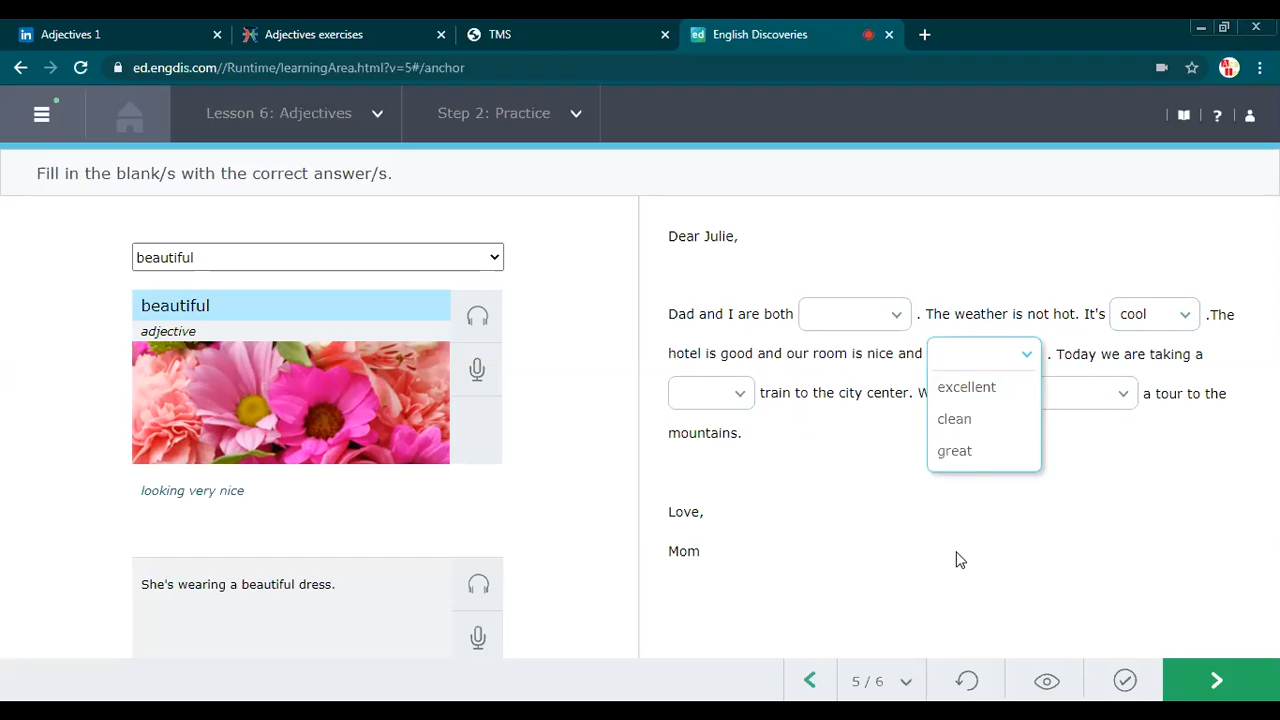 Adjectives 1
Adjectives exercises
TMS
English Discoveries
ed.engdis.com//Runtime/learningArea.html?v=5#/anchor
Lesson 6: Adjectives
Step 2: Practice
Fill in the blank/s with the correct answer/s.
beautiful
beautiful
adjective
looking very nice
She's wearing a beautiful dress.
Dear Julie,
Dad and I are both . The weather is not hot. It's cool .The
hotel is good and our room is nice and . Today we are taking a
train to the city center. W a tour to the
mountains.
excellent
clean
great
Love,
Mom
5 / 6